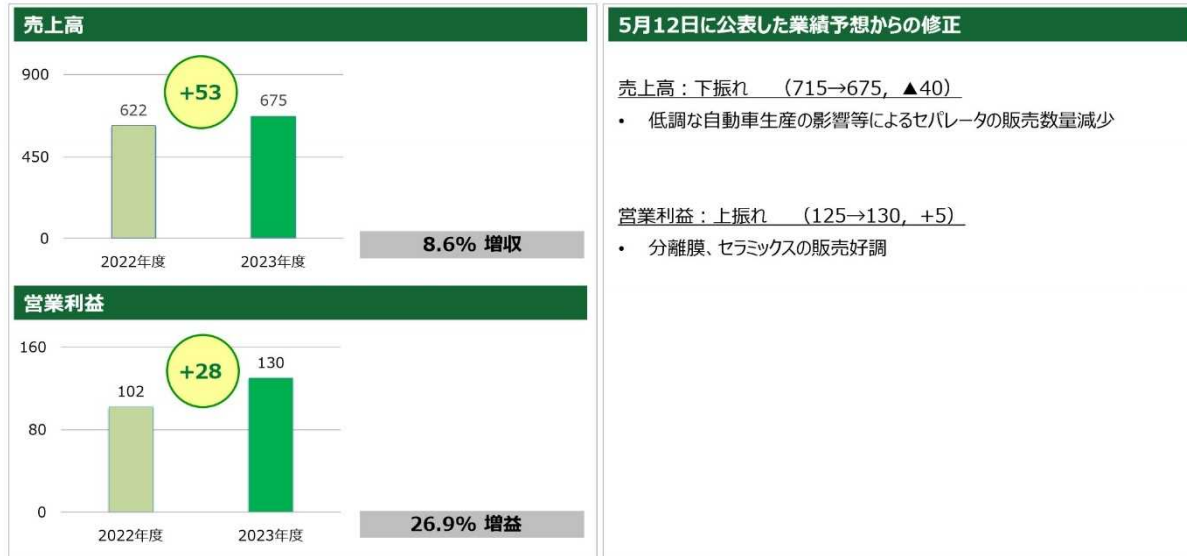 売上高
900
450
0
622
+53
675
2022年度
2023年度
8.6% 増収
営業利益
160
80
0
102
+28
130
2022年度
2023年度
26.9% 増益
5月12日に公表した業績予想からの修正
売上高：下振れ （715→675, ▲40）
• 低調な自動車生産の影響等によるセパレータの販売数量減少
営業利益：上振れ （125→130, +5）
• 分離膜、セラミックスの販売好調